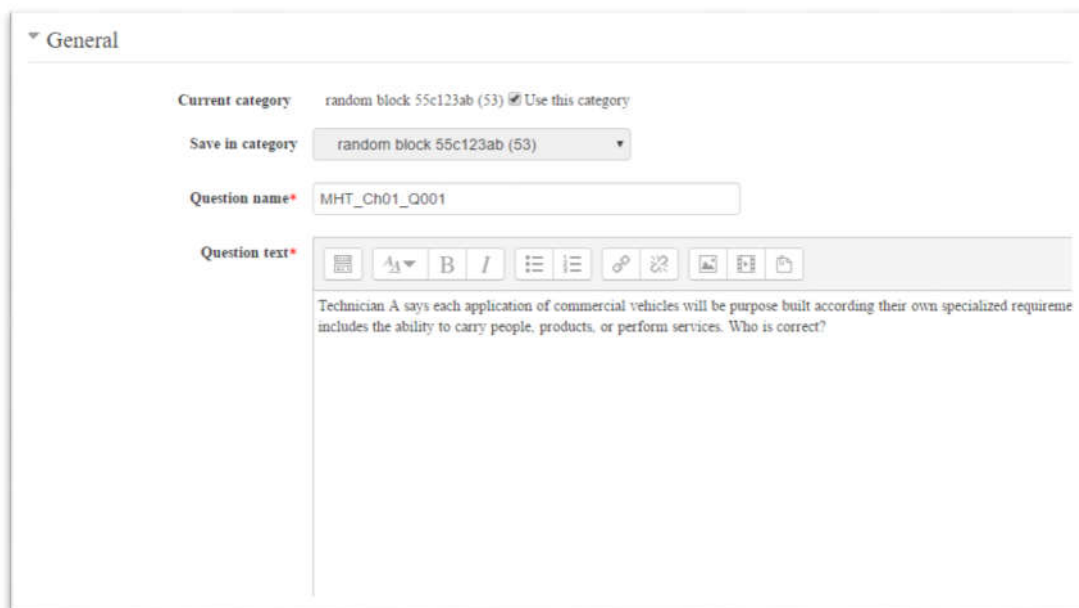 General
Current category random block 55c123ab (53) Use this category
Save in category random block 55c123ab (53)
Question name* MHT_Ch01_Q001
Question text*
B I
Technician A says each application of commercial vehicles will be purpose built according their own specialized
includes the ability to carry people, products, or perform services. Who is correct?